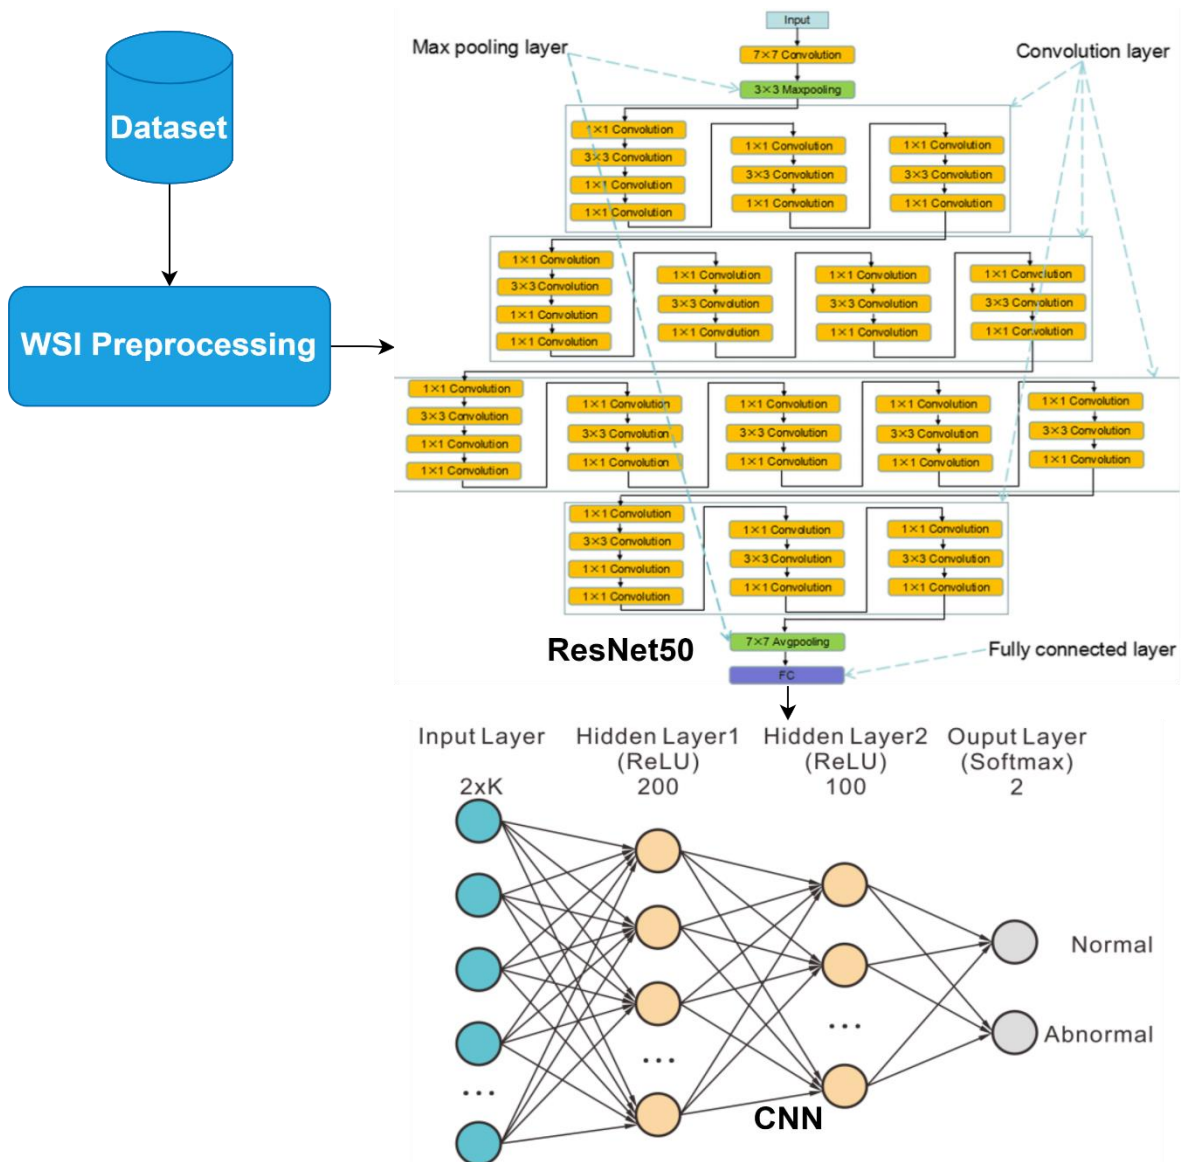 Dataset
WSI Preprocessing
Max pooling layer
Convolution layer
Input
7×7 Convolution
3×3 Maxpooling
1×1 Convolution
3×3 Convolution
1×1 Convolution
1×1 Convolution
1×1 Convolution
3×3 Convolution
1×1 Convolution
1×1 Convolution
3×3 Convolution
1×1 Convolution
1×1 Convolution
3×3 Convolution
1×1 Convolution
1×1 Convolution
1×1 Convolution
3×3 Convolution
1×1 Convolution
1×1 Convolution
3×3 Convolution
1×1 Convolution
1×1 Convolution
3×3 Convolution
1×1 Convolution
1×1 Convolution
3×3 Convolution
1×1 Convolution
1×1 Convolution
1×1 Convolution
3×3 Convolution
1×1 Convolution
1×1 Convolution
3×3 Convolution
1×1 Convolution
1×1 Convolution
3×3 Convolution
1×1 Convolution
1×1 Convolution
3×3 Convolution
1×1 Convolution
1×1 Convolution
3×3 Convolution
1×1 Convolution
1×1 Convolution
1×1 Convolution
3×3 Convolution
1×1 Convolution
1×1 Convolution
3×3 Convolution
1×1 Convolution
7×7 Avgpooling
FC
ResNet50
Fully connected layer
Input Layer
2xK
Hidden Layer1
(ReLU)
200
Hidden Layer2
(ReLU)
100
Ouput Layer
(Softmax)
2
...
...
...
Normal
Abnormal
CNN